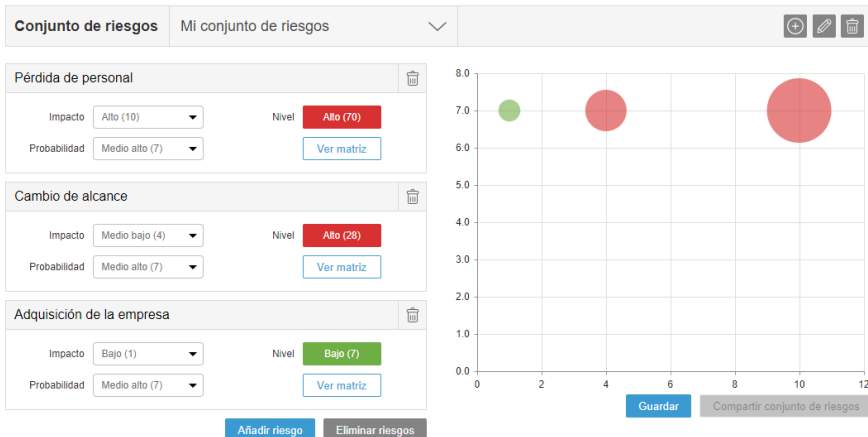 Conjunto de riesgos Mi conjunto de riesgos
Pérdida de personal
Impacto Alto (10) Nivel Alto (70)
Probabilidad Medio alto (7) Ver matriz
Cambio de alcance
Impacto Medio bajo (4) Nivel Alto (28)
Probabilidad Medio alto (7) Ver matriz
Adquisición de la empresa
Impacto Bajo (1) Nivel Bajo (7)
Probabilidad Medio alto (7) Ver matriz
Añadir riesgo Eliminar riesgos
8.0
7.0
6.0
5.0
4.0
3.0
2.0
1.0
0.0
0 2 4 6 8 10 12
Guardar Compartir conjunto de riesgos